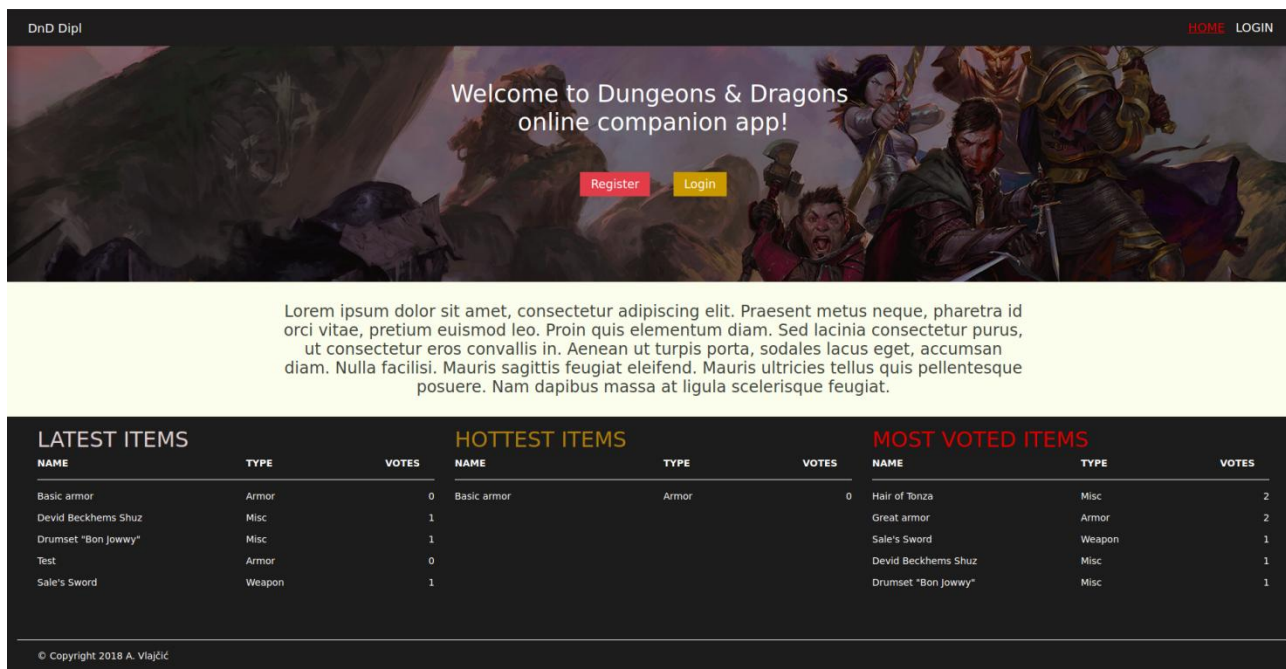 DnD Dipl
HOME LOGIN
Welcome to Dungeons & Dragons
online companion app!
Register Login
Lorem ipsum dolor sit amet, consectetur adipiscing elit. Praesent metus neque, pharetra id
orci vitae, pretium euismod leo. Proin quis elementum diam. Sed lacinia consectetur purus,
ut consectetur eros convallis in. Aenean ut turpis porta, sodales lacus eget, accumsan
diam. Nulla facilisi. Mauris sagittis feugiat eleifend. Mauris ultricies tellus quis pellentesque
posuere. Nam dapibus massa at ligula scelerisque feugiat.
LATEST ITEMS
NAME TYPE VOTES
Basic armor Armor 0
Devid Beckhems Shuz Misc 1
Drumset "Bon Jowwy" Misc 1
Test Armor 0
Sale's Sword Weapon 1
HOTTEST ITEMS
NAME TYPE VOTES
Basic armor Armor 0
MOST VOTED ITEMS
NAME TYPE VOTES
Hair of Tonza Misc 2
Great armor Armor 2
Sale's Sword Weapon 1
Devid Beckhems Shuz Misc 1
Drumset "Bon Jowwy" Misc 1
© Copyright 2018 A. Vlajčić